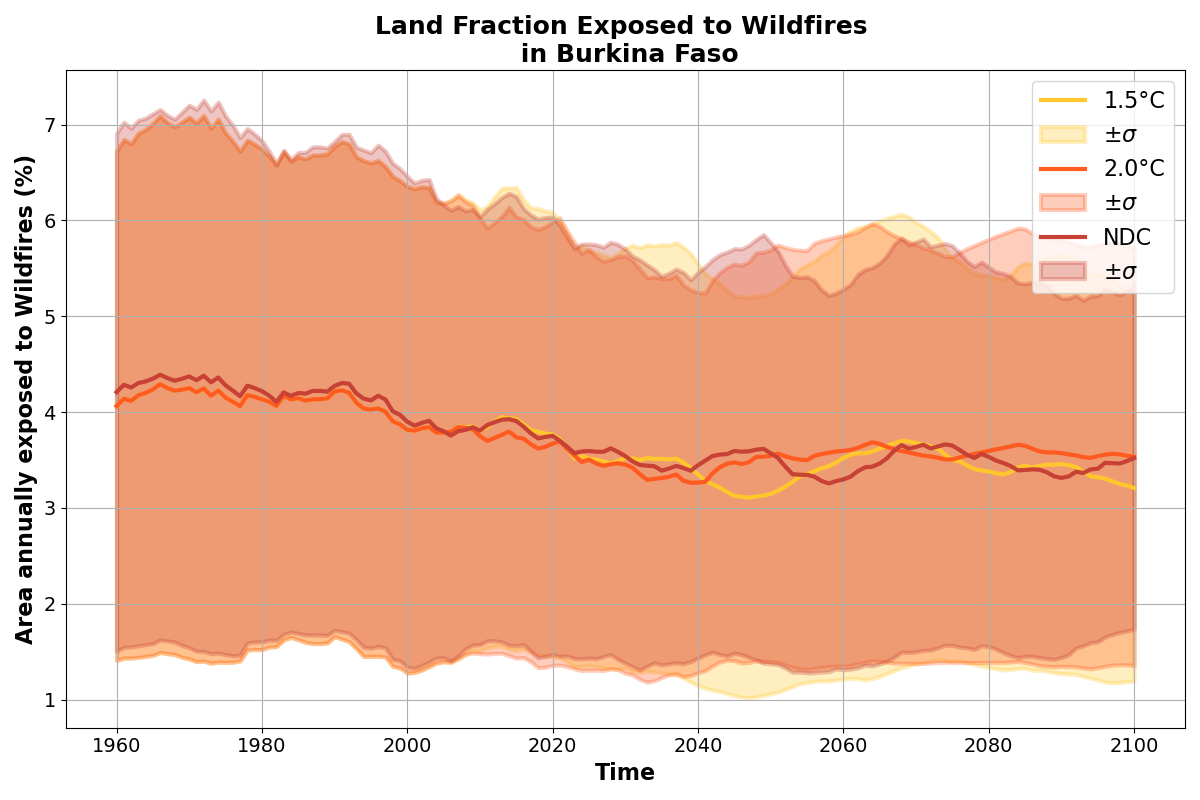 Land Fraction Exposed to Wildfires
in Burkina Faso
Area annually exposed to Wildfires (%)
7
6
5
4
3
2
1
1960
1980
2000
2020
2040
2060
2080
2100
Time
1.5°C
±σ
2.0°C
±σ
NDC
±σ